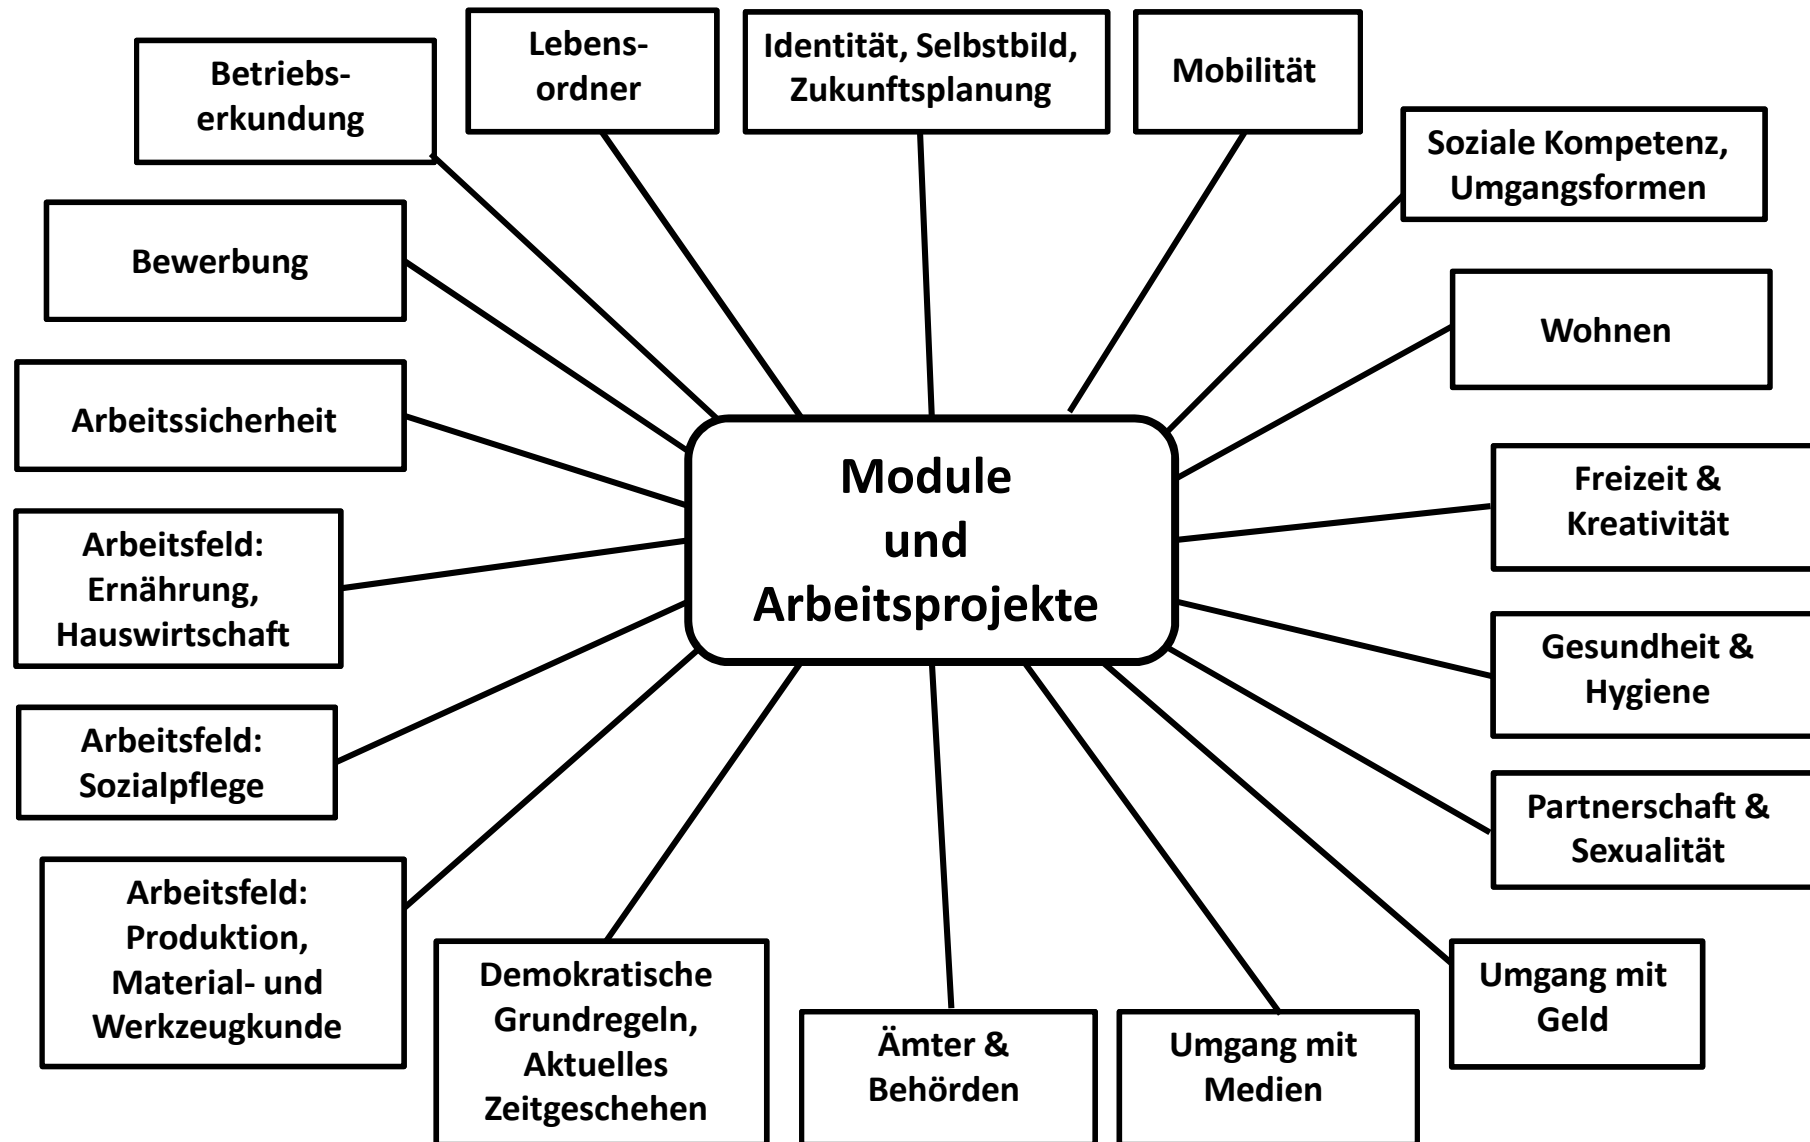 Betriebs-
erkundung
Lebens-
ordner
Identität, Selbstbild,
Zukunftsplanung
Mobilität
Soziale Kompetenz,
Umgangsformen
Bewerbung
Wohnen
Arbeitssicherheit
Module
und
Arbeitsprojekte
Freizeit &
Kreativität
Arbeitsfeld:
Ernährung,
Hauswirtschaft
Gesundheit &
Hygiene
Arbeitsfeld:
Sozialpflege
Partnerschaft &
Sexualität
Arbeitsfeld:
Produktion,
Material- und
Werkzeugkunde
Demokratische
Grundregeln,
Aktuelles
Zeitgeschehen
Ämter &
Behörden
Umgang mit
Medien
Umgang mit
Geld